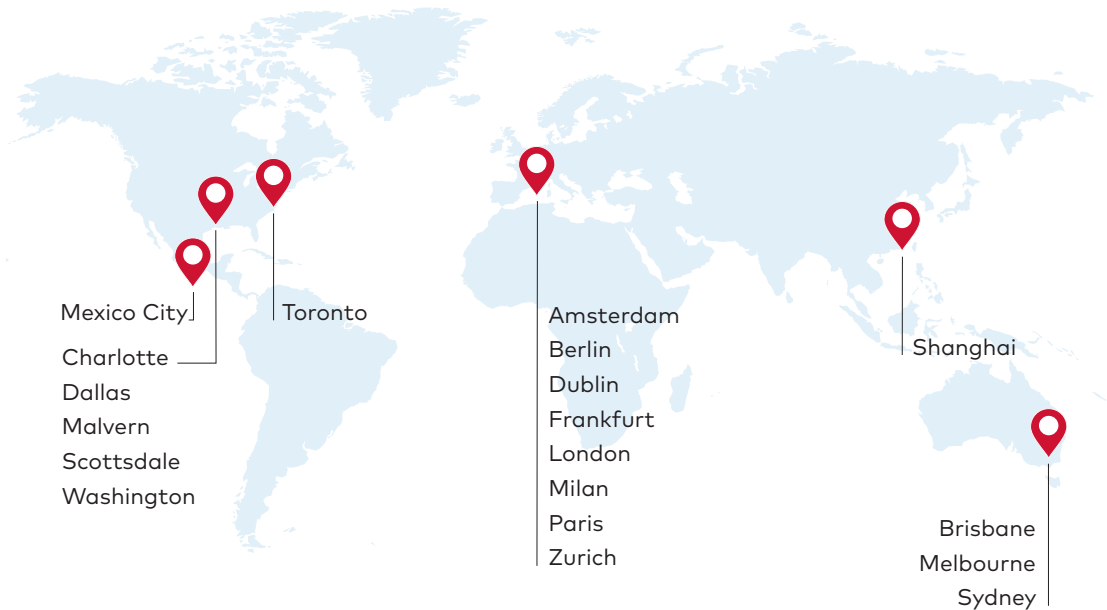 Mexico City
Charlotte
Dallas
Malvern
Scottsdale
Washington
Toronto
Amsterdam
Berlin
Dublin
Frankfurt
London
Milan
Paris
Zurich
Shanghai
Brisbane
Melbourne
Sydney